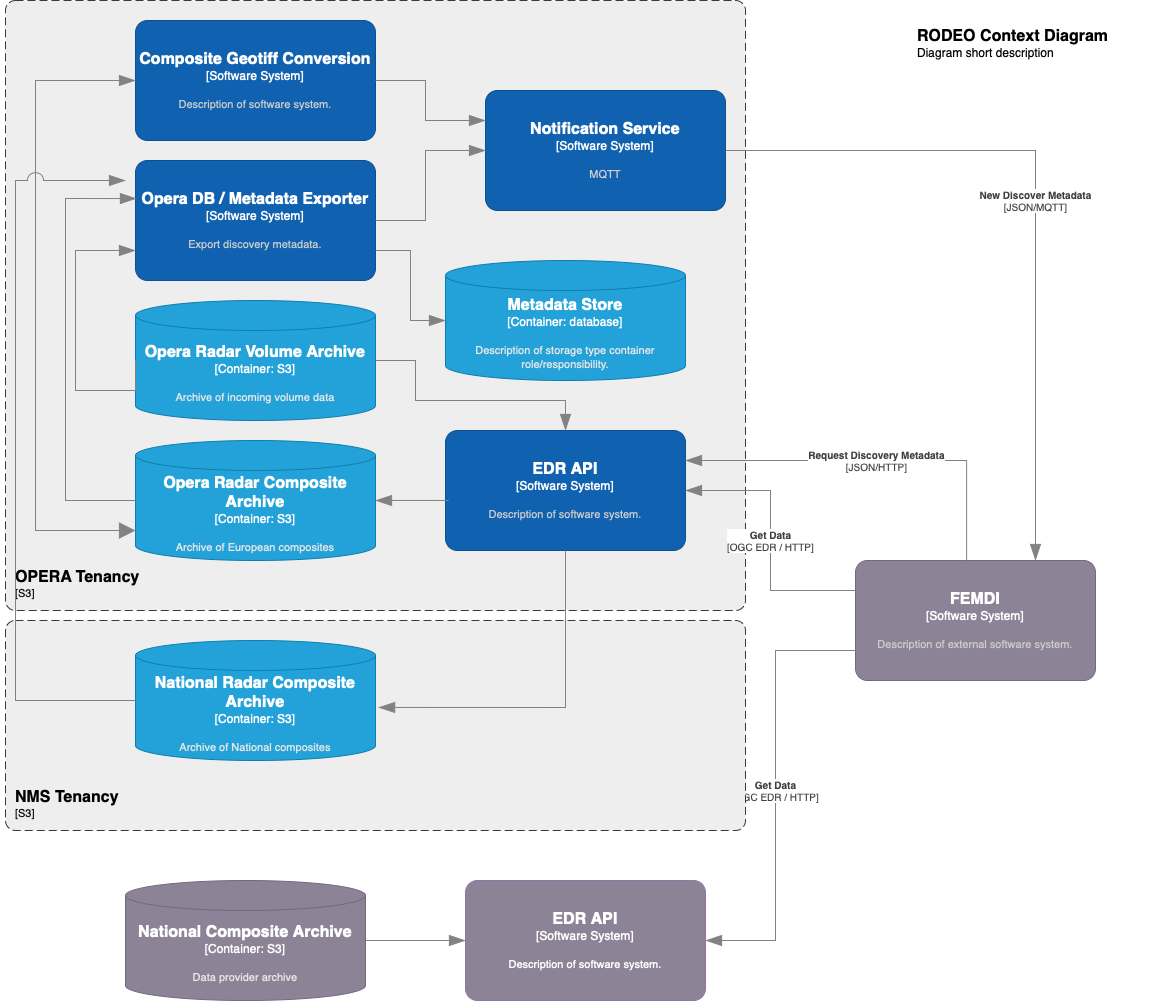 RODEO Context Diagram
Diagram short description
Composite Geotiff Conversion
[Software System]
Description of software system.
Notification Service
[Software System]
MQTT
Opera DB / Metadata Exporter
[Software System]
Export discovery metadata.
New Discover Metadata
[JSON/MQTT]
Metadata Store
[Container: database]
Description of storage type container
role/responsibility.
Opera Radar Volume Archive
[Container: S3]
Archive of incoming volume data
EDR API
[Software System]
Description of software system.
Request Discovery Metadata
[JSON/HTTP]
Opera Radar Composite
Archive
[Container: S3]
Archive of European composites
Get Data
[OGC EDR / HTTP]
OPERA Tenancy
[S3]
FEMDI
[Software System]
Description of external software system.
National Radar Composite
Archive
[Container: S3]
Archive of National composites
NMS Tenancy
[S3]
Get Data
EDR / HTTP]
National Composite Archive
[Container: S3]
Data provider archive
EDR API
[Software System]
Description of software system.